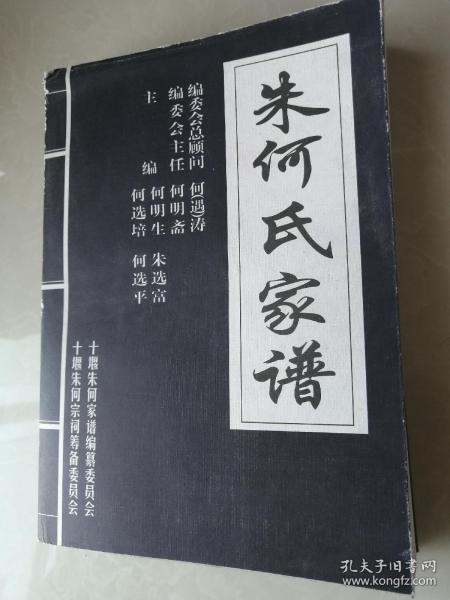 朱何氏家谱
编委会总顾问 何(遇)涛
编委会主任 何明斋
主编 何明生 朱选富
何选培 何选平
十堰朱何家谱编纂委员会
十堰朱何宗祠筹备委员会
孔夫子旧书网
www.kongfz.com